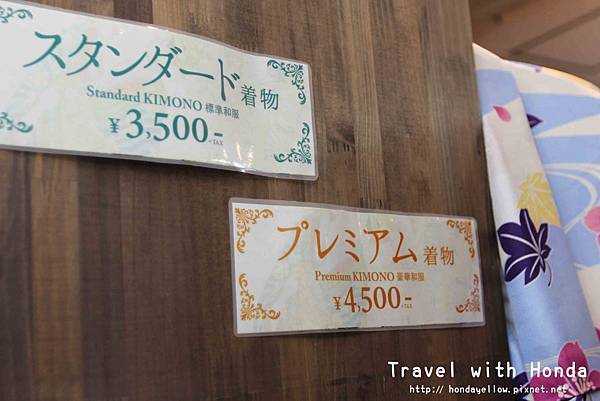 スタンダード着物
Standard KIMONO 標準和服
¥3,500-
+TAX
プレミアム着物
Premium KIMONO 豪華和服
¥4,500-
+TAX
Travel with Honda
http://hondayellow.pixnet.net